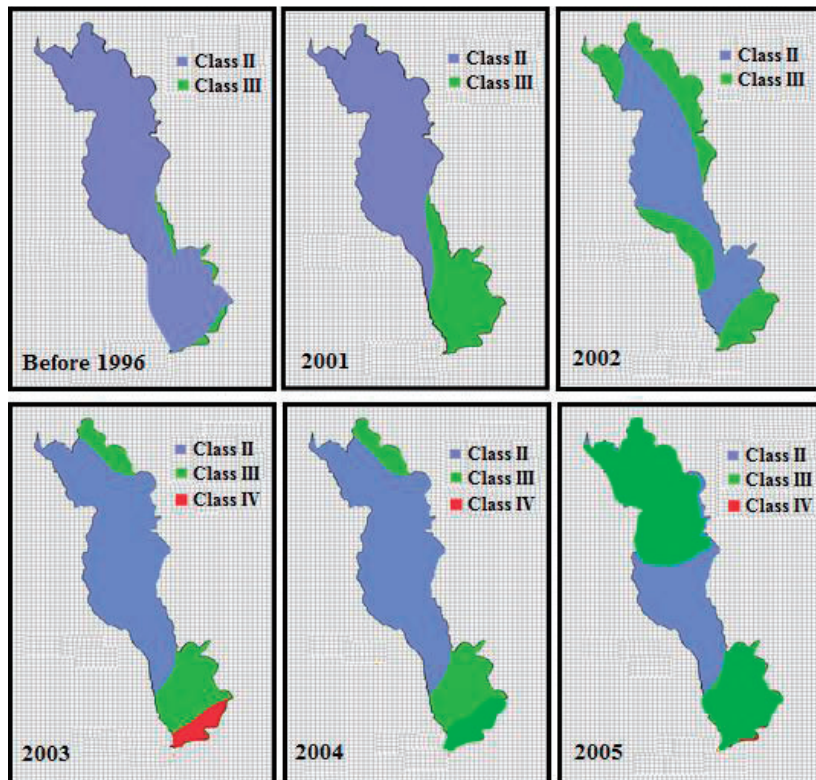 Class II
Class III
Before 1996
Class II
Class III
2001
Class II
Class III
2002
Class II
Class III
Class IV
2003
Class II
Class III
Class IV
2004
Class II
Class III
Class IV
2005